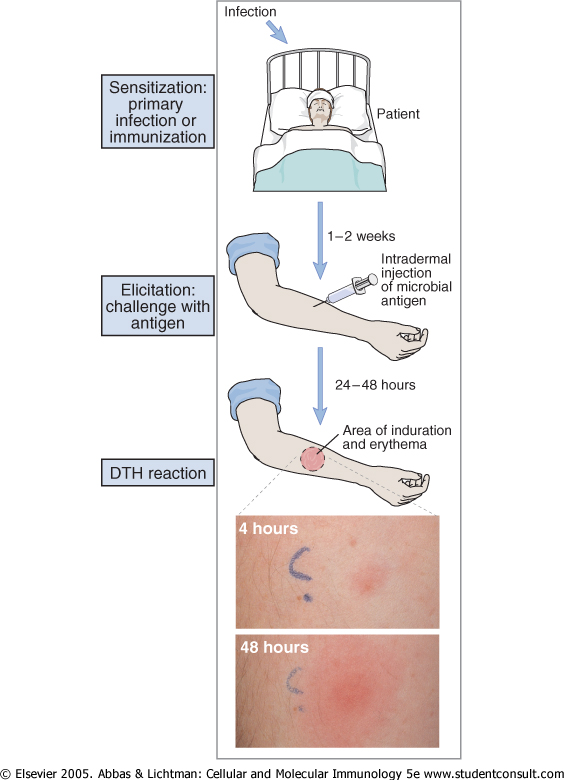 Infection
Sensitization:
primary
infection or
immunization
Patient
1–2 weeks
Intradermal
injection
of microbial
antigen
Elicitation:
challenge with
antigen
24–48 hours
Area of induration
and erythema
DTH reaction
4 hours
48 hours
© Elsevier 2005. Abbas & Lichtman: Cellular and Molecular Immunology 5e www.studentconsult.com